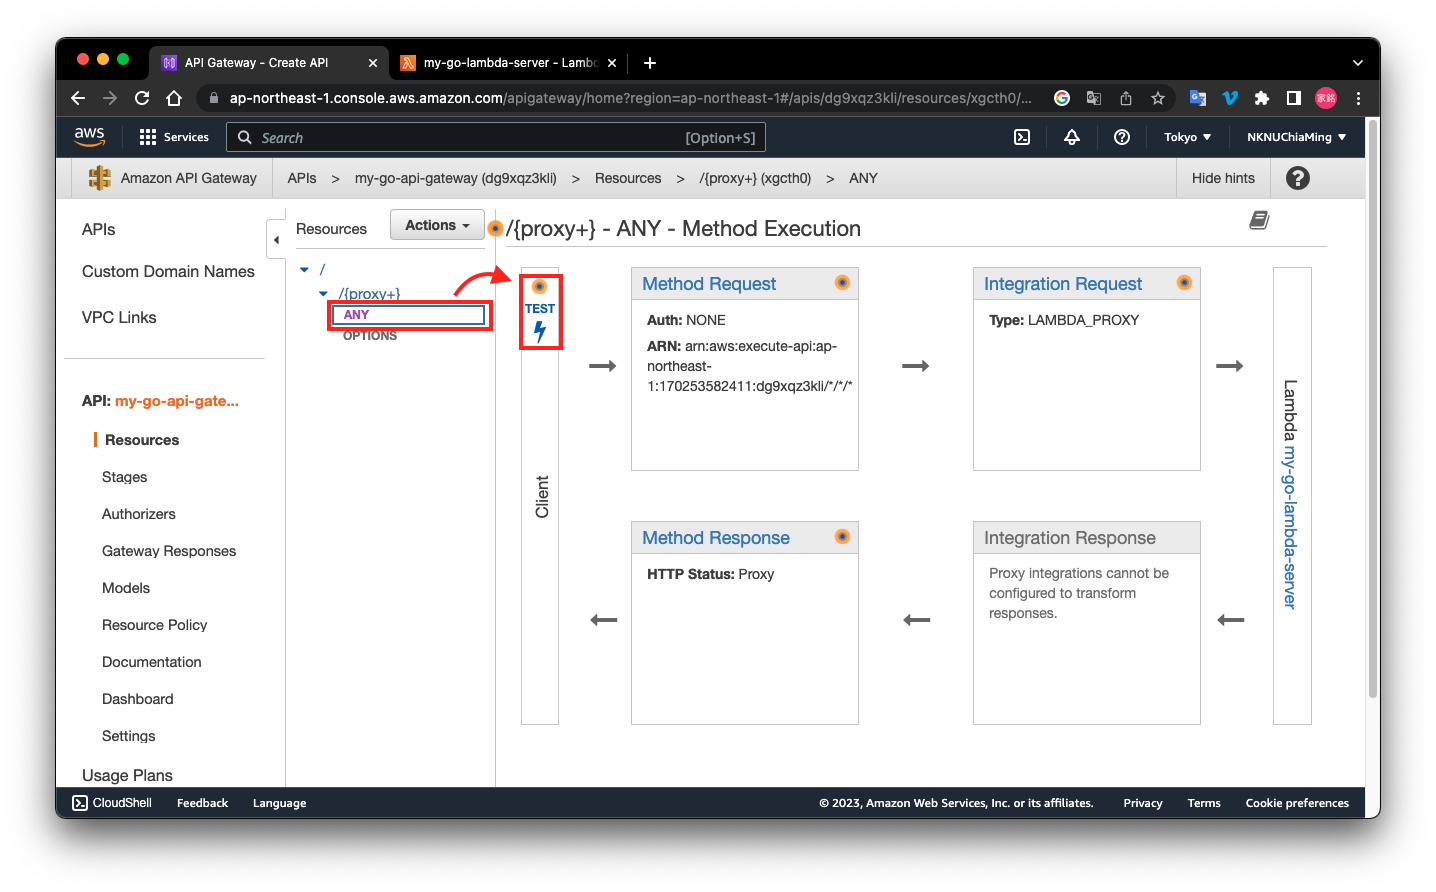 API Gateway - Create API
my-go-lambda-server - Lamb
ap-northeast-1.console.aws.amazon.com/apigateway/home?region=ap-northeast-1#/apis/dg9xqz3kli/resources/xgcth0/...
家銘
aws
Services
Search
[Option+S]
Tokyo
NKNUChiaMing
Amazon API Gateway
APIs > my-go-api-gateway (dg9xqz3kli) > Resources > /{proxy+} (xgcth0) > ANY
Hide hints
APIs
Custom Domain Names
VPC Links
API: my-go-api-gate...
Resources
Stages
Authorizers
Gateway Responses
Models
Resource Policy
Documentation
Dashboard
Settings
Usage Plans
Resources
Actions
/
/{proxy+}
ANY
OPTIONS
/{proxy+} - ANY - Method Execution
TEST
Client
Method Request
Auth: NONE
ARN: arn:aws:execute-api:ap-
northeast-
1:170253582411:dg9xqz3kli/*/*/*
Integration Request
Type: LAMBDA_PROXY
Lambda my-go-lambda-server
Method Response
HTTP Status: Proxy
Integration Response
Proxy integrations cannot be
configured to transform
responses.
CloudShell
Feedback
Language
© 2023, Amazon Web Services, Inc. or its affiliates.
Privacy
Terms
Cookie preferences